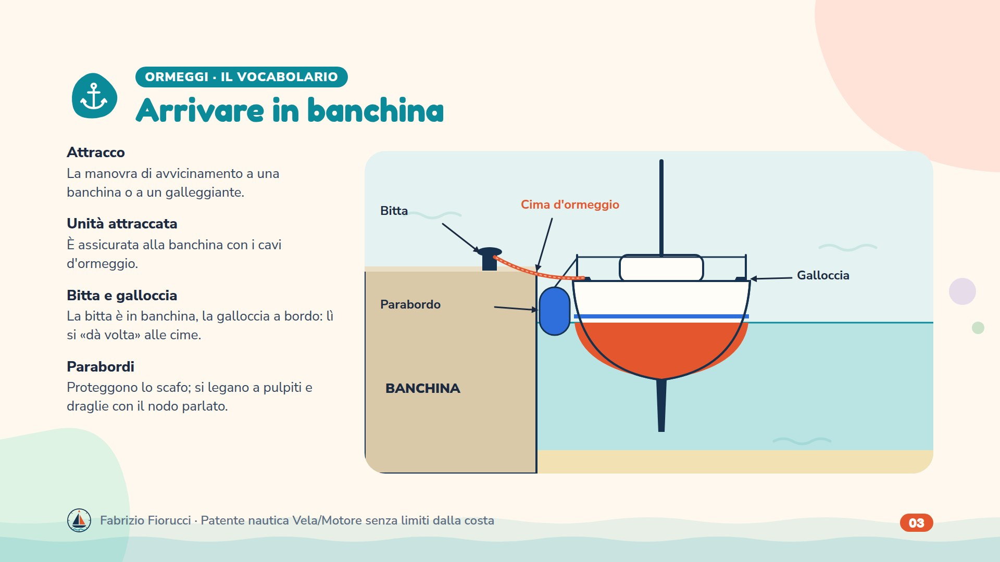 ORMEGGI · IL VOCABOLARIO
Arrivare in banchina
Attracco
La manovra di avvicinamento a una
banchina o a un galleggiante.
Unità attraccata
È assicurata alla banchina con i cavi
d'ormeggio.
Bitta e galloccia
La bitta è in banchina, la galloccia a bordo: lì
si «dà volta» alle cime.
Parabordi
Proteggono lo scafo; si legano a pulpiti e
draglie con il nodo parlato.
Bitta
Cima d'ormeggio
Galloccia
Parabordo
BANCHINA
Fabrizio Fiorucci · Patente nautica Vela/Motore senza limiti dalla costa
03